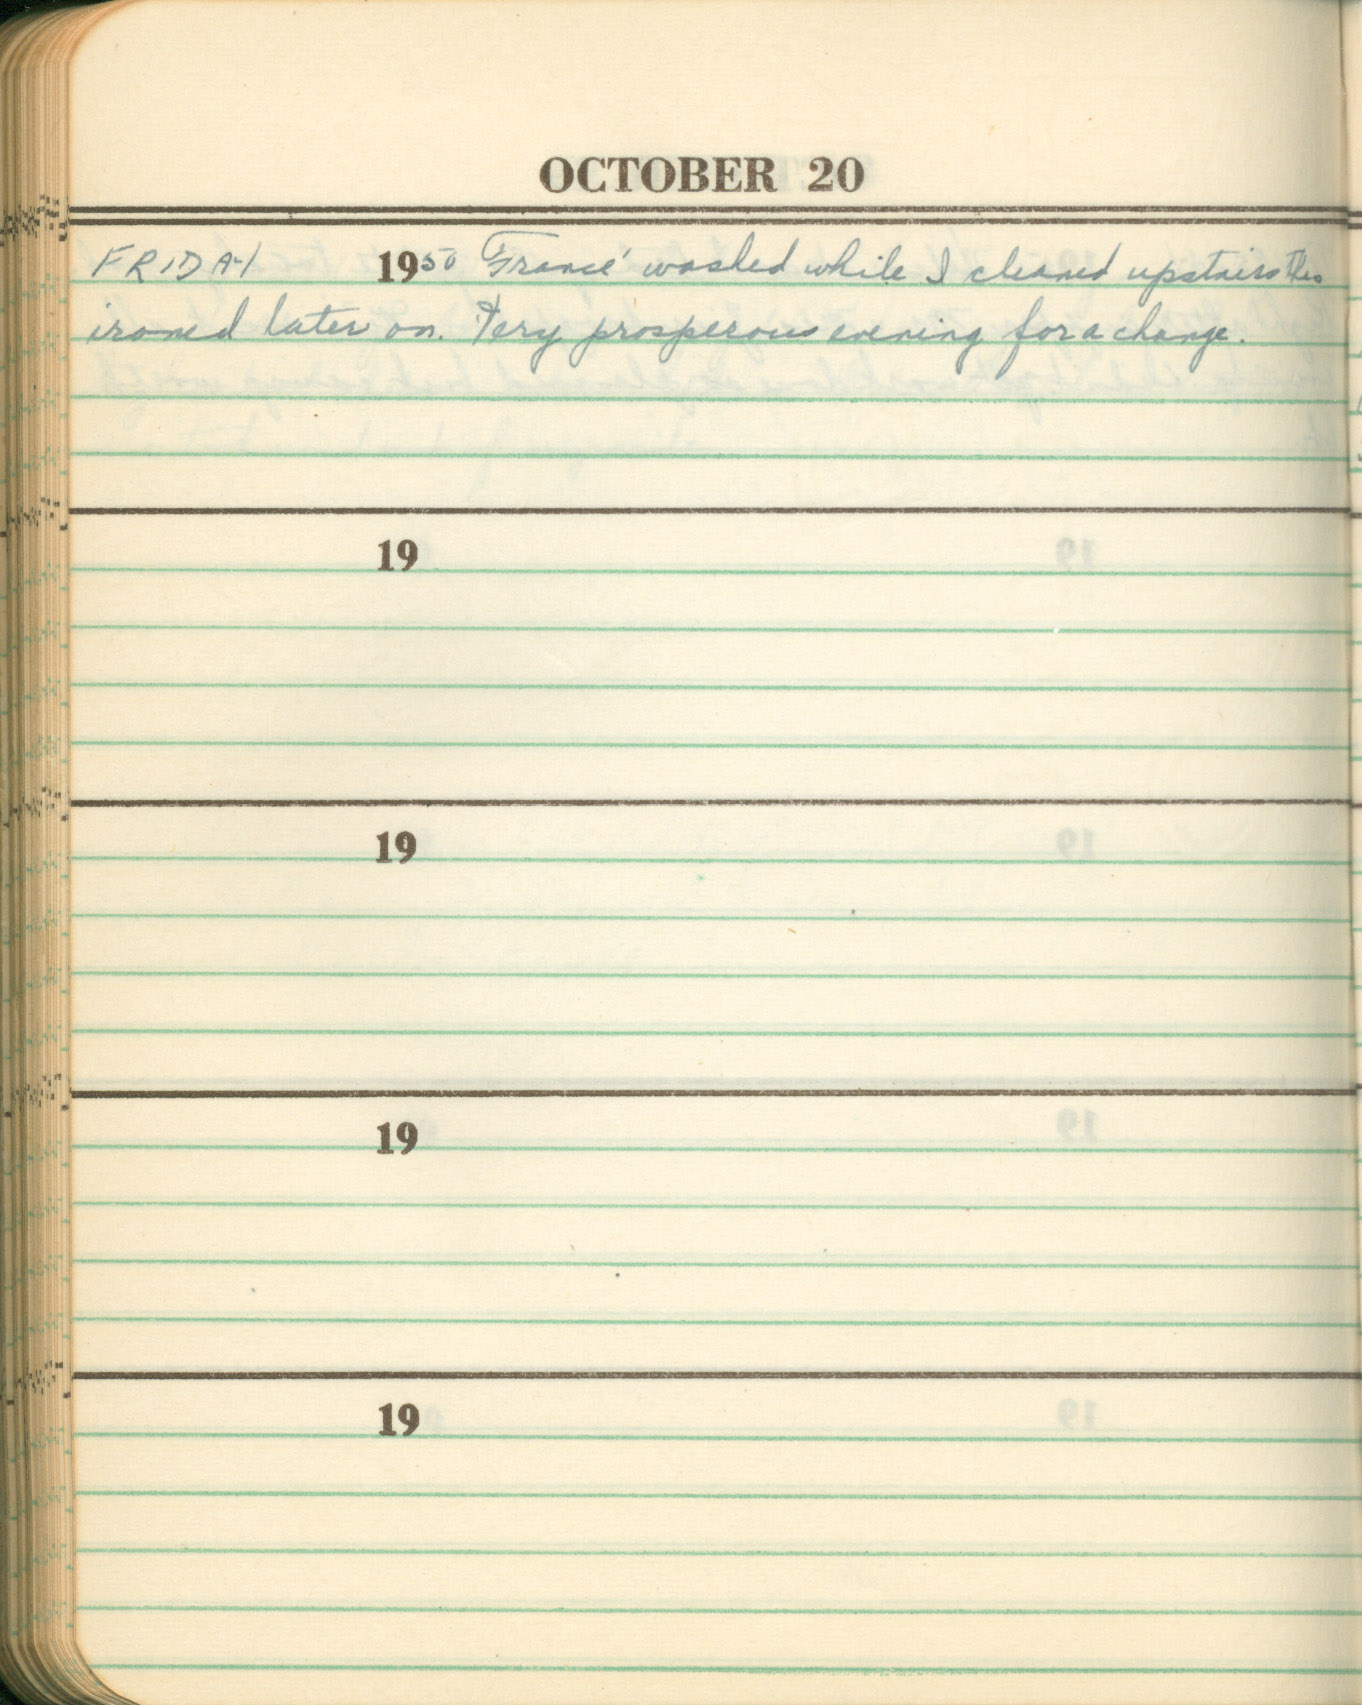 OCTOBER 20
FRIDAY 1950 Francé washed while I cleaned upstairs then
ironed later on. Very prosperous evening for a change.
19
19
19
19